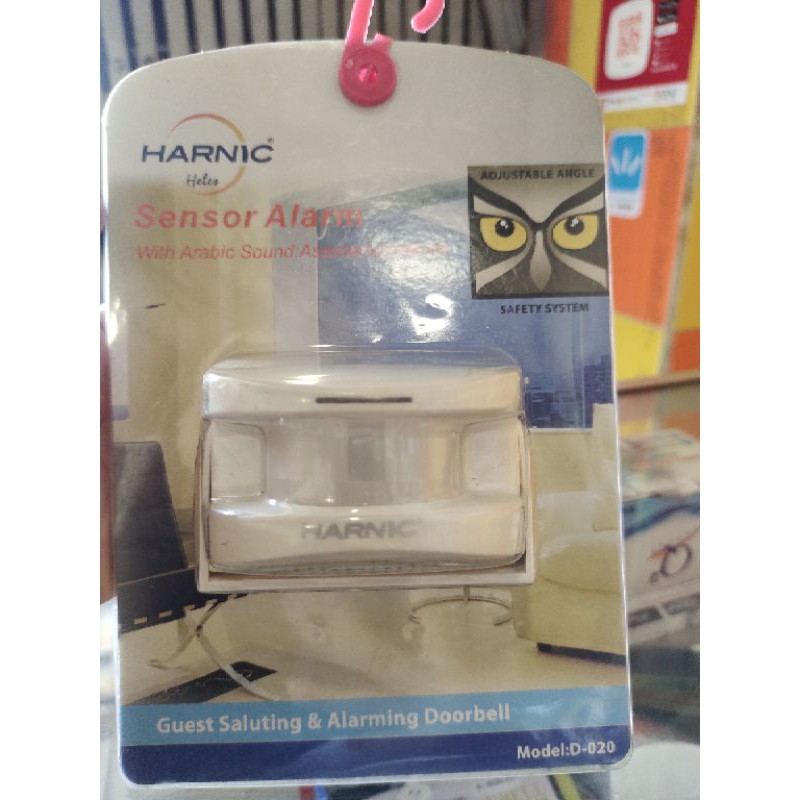 HARNIC®
Helos
Sensor Alarm
With Arabic Sound:
ADJUSTABLE ANGLE
SAFETY SYSTEM
HARNIC
Guest Saluting & Alarming Doorbell
Model:D-020